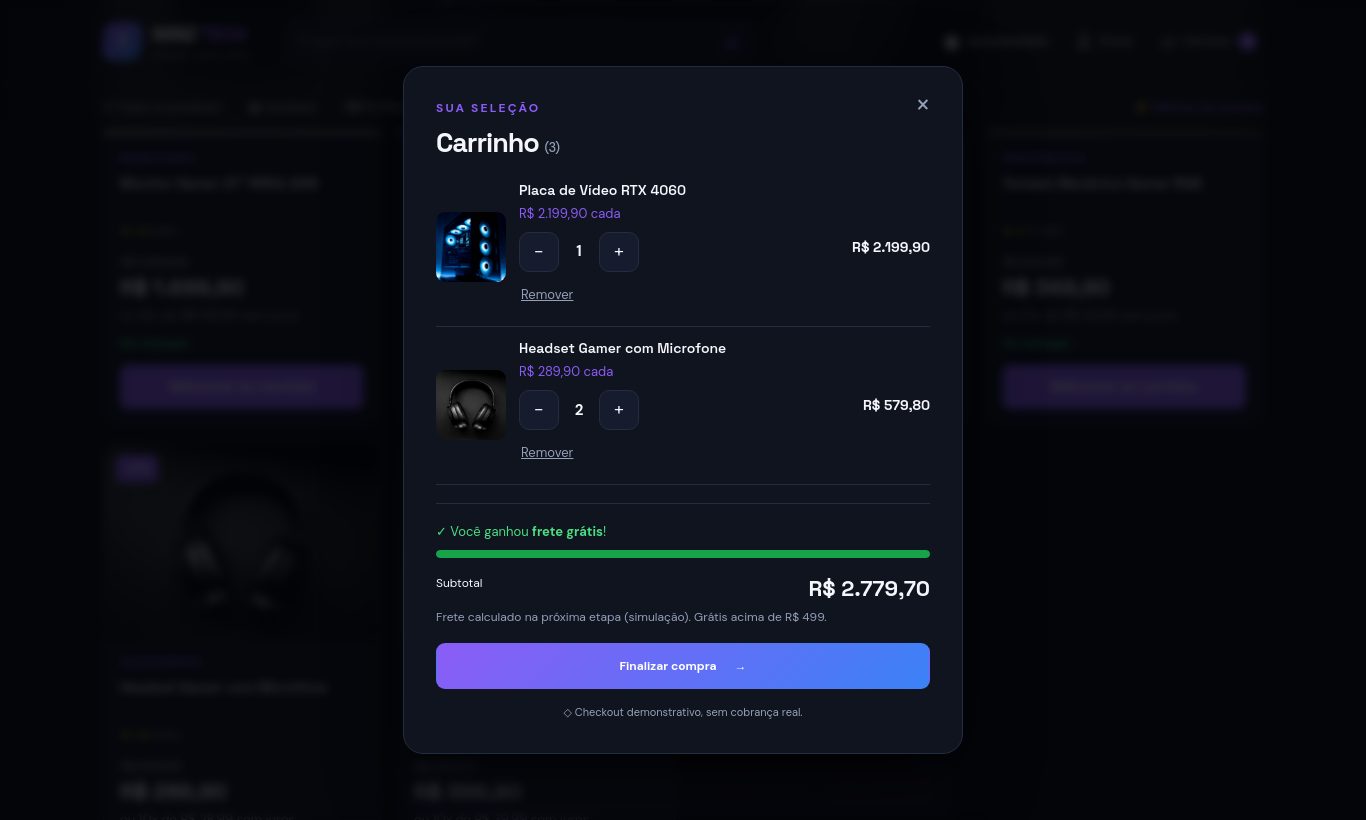 SUA SELEÇÃO
×
Carrinho (3)
Placa de Vídeo RTX 4060
R$ 2.199,90 cada
− 1 +
R$ 2.199,90
Remover
Headset Gamer com Microfone
R$ 289,90 cada
− 2 +
R$ 579,80
Remover
✓ Você ganhou frete grátis!
Subtotal
R$ 2.779,70
Frete calculado na próxima etapa (simulação). Grátis acima de R$ 499.
Finalizar compra →
◇ Checkout demonstrativo, sem cobrança real.